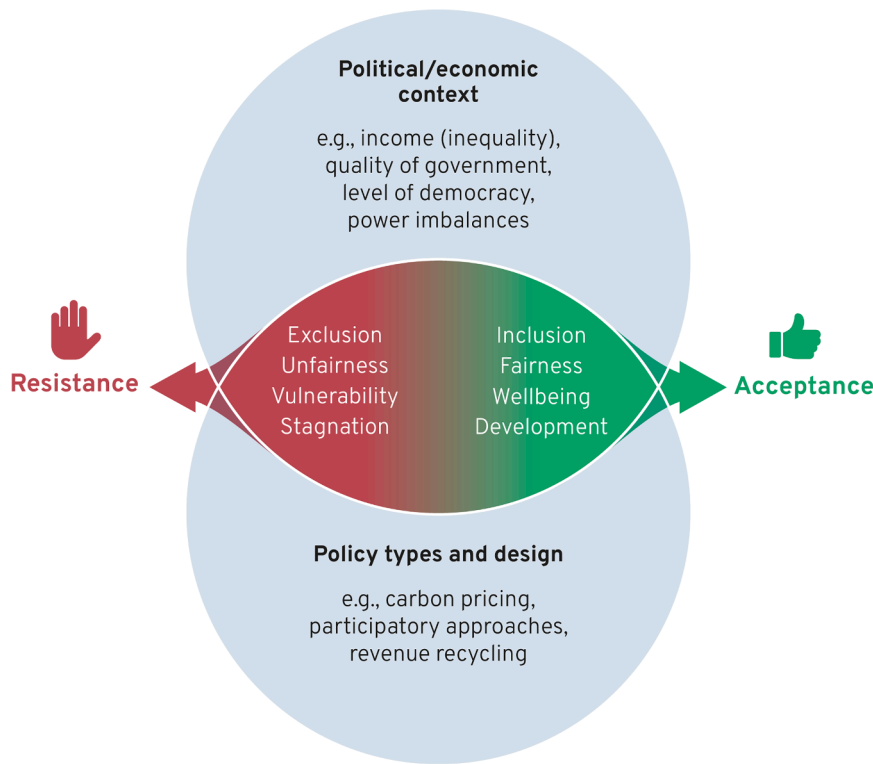 Political/economic
context
e.g., income (inequality),
quality of government,
level of democracy,
power imbalances
Exclusion
Unfairness
Vulnerability
Stagnation
Inclusion
Fairness
Wellbeing
Development
Resistance
Acceptance
Policy types and design
e.g., carbon pricing,
participatory approaches,
revenue recycling